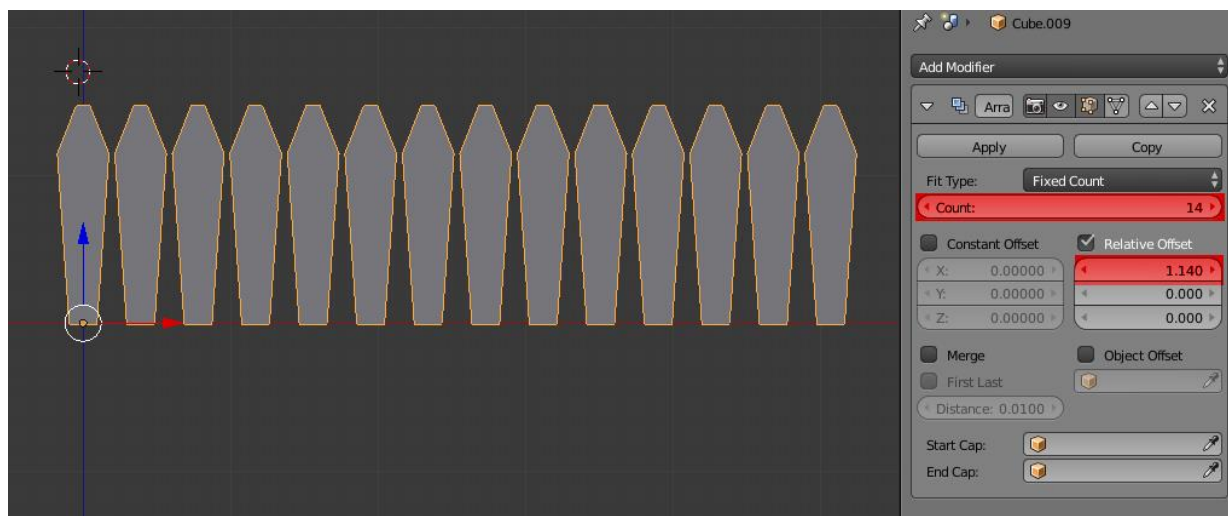 Cube.009
Add Modifier
Arra
Apply Copy
Fit Type: Fixed Count
Count: 14
Constant Offset Relative Offset
X: 0.00000 1.140
Y: 0.00000 0.000
Z: 0.00000 0.000
Merge Object Offset
First Last
Distance: 0.0100
Start Cap:
End Cap: